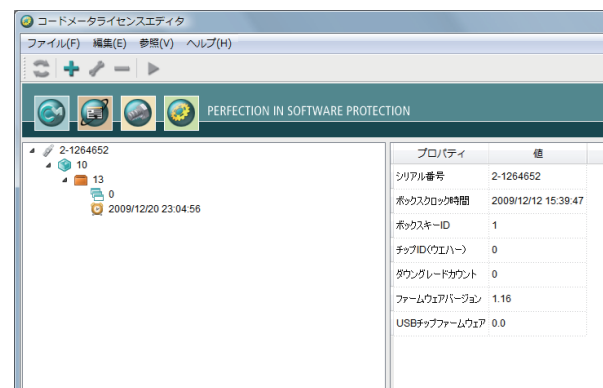 コードメータライセンスエディタ
ファイル(F) 編集(E) 参照(V) ヘルプ(H)
PERFECTION IN SOFTWARE PROTECTION
2-1264652
10
13
0
2009/12/20 23:04:56
プロパティ 値
シリアル番号 2-1264652
ボックスクロック時間 2009/12/12 15:39:47
ボックスキーID 1
チップID(ウエハー) 0
ダウングレードカウント 0
ファームウェアバージョン 1.16
USBチップファームウェア 0.0